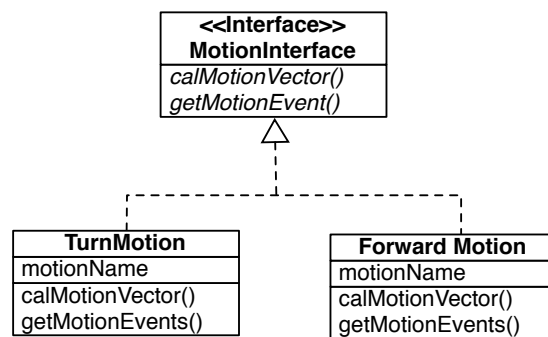 <<Interface>>
MotionInterface
calMotionVector()
getMotionEvent()
TurnMotion
motionName
calMotionVector()
getMotionEvents()
Forward Motion
motionName
calMotionVector()
getMotionEvents()